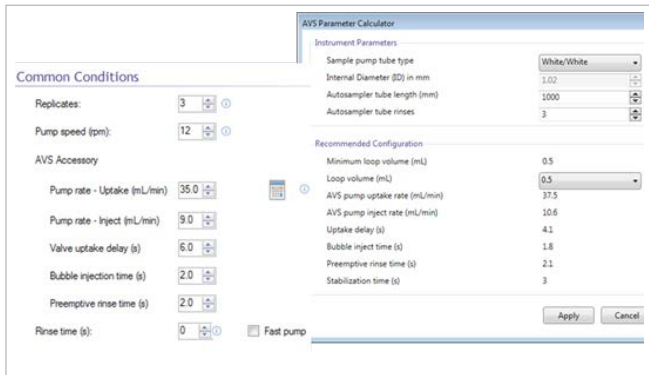 Common Conditions
Replicates: 3
Pump speed (rpm): 12
AVS Accessory
Pump rate - Uptake (mL/min) 35.0
Pump rate - Inject (mL/min) 9.0
Valve uptake delay (s) 6.0
Bubble injection time (s) 2.0
Preemptive rinse time (s) 2.0
Rinse time (s): 0 Fast pump
AVS Parameter Calculator
Instrument Parameters
Sample pump tube type White/White
Internal Diameter (ID) in mm 1.02
Autosampler tube length (mm) 1000
Autosampler tube rinses 3
Recommended Configuration
Minimum loop volume (mL) 0.5
Loop volume (mL) 0.5
AVS pump uptake rate (mL/min) 37.5
AVS pump inject rate (mL/min) 10.6
Uptake delay (s) 4.1
Bubble inject time (s) 1.8
Preemptive rinse time (s) 2.1
Stabilization time (s) 3
Apply Cancel